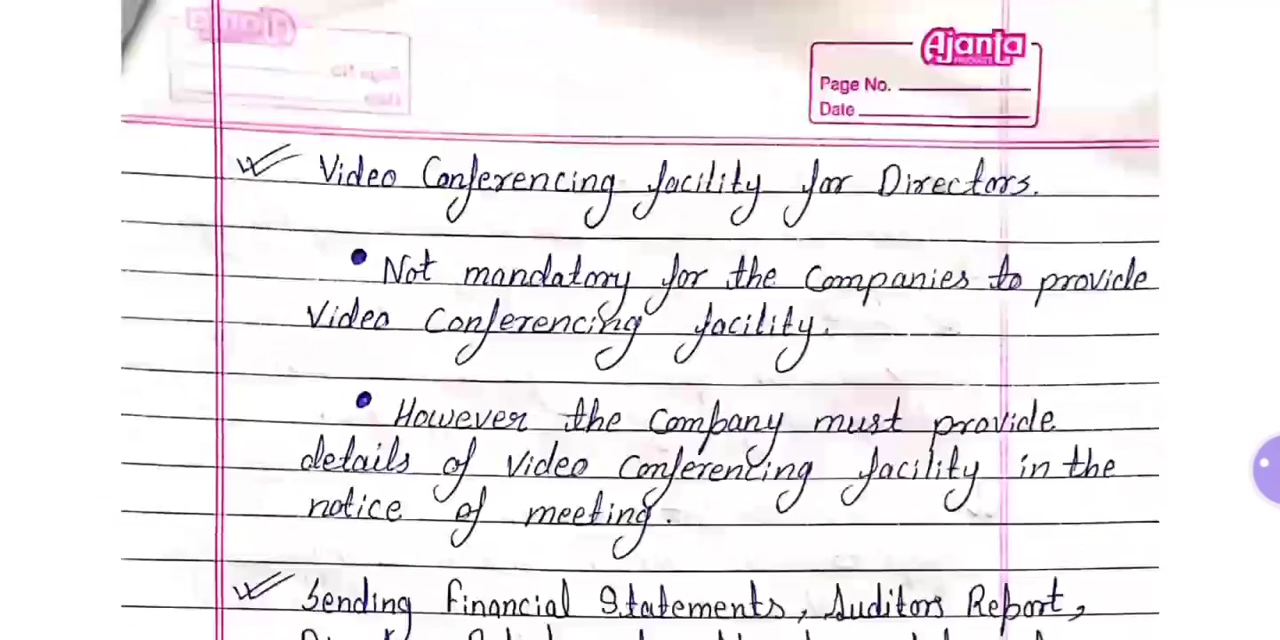 Ajanta
Page No.
Date
Video Conferencing facility for Directors.
• Not mandatory for the Companies to provide
Video Conferencing facility.
• However the Company must provide
details of Video Conferencing facility in the
notice of meeting.
Sending Financial Statements, Auditors Report,